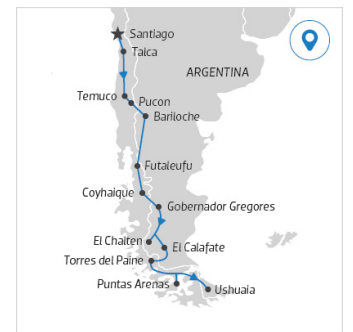 Santiago
Talca
ARGENTINA
Temuco
Pucon
Bariloche
Futaleufu
Coyhaique
Gobernador Gregores
El Chalten
El Calafate
Torres del Paine
Puntas Arenas
Ushuaia